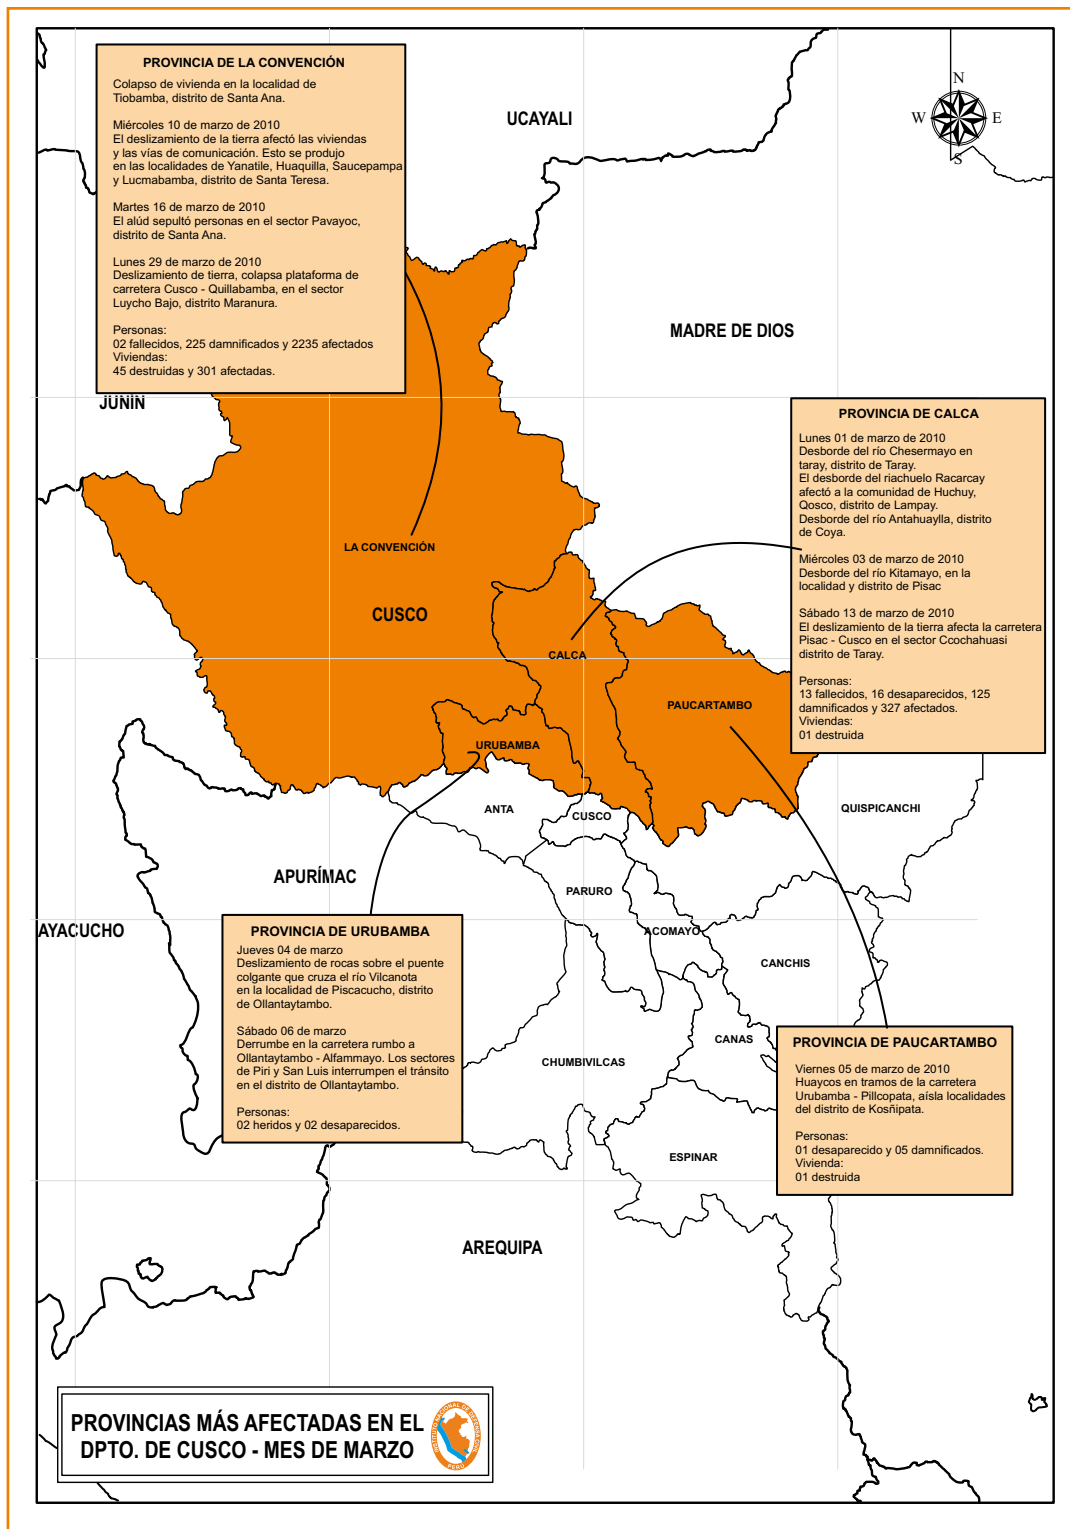 PROVINCIA DE LA CONVENCIÓN
Colapso de vivienda en la localidad de
Tiobamba, distrito de Santa Ana.
Miércoles 10 de marzo de 2010
El deslizamiento de la tierra afectó las viviendas
y las vías de comunicación. Esto se produjo
en las localidades de Yanatile, Huaquilla, Saucepampa
y Lucmabamba, distrito de Santa Teresa.
Martes 16 de marzo de 2010
El alúd sepultó personas en el sector Pavayoc,
distrito de Santa Ana.
Lunes 29 de marzo de 2010
Deslizamiento de tierra, colapsa plataforma de
carretera Cusco - Quillabamba, en el sector
Luycho Bajo, distrito Maranura.
Personas:
02 fallecidos, 225 damnificados y 2235 afectados
Viviendas:
45 destruidas y 301 afectadas.
UCAYALI
N
W
E
S
MADRE DE DIOS
JUNÍN
PROVINCIA DE CALCA
Lunes 01 de marzo de 2010
Desborde del río Chesermayo en
taray, distrito de Taray.
El desborde del riachuelo Racarcay
afectó a la comunidad de Huchuy,
Qosco, distrito de Lampay.
Desborde del río Antahuaylla, distrito
de Coya.
Miércoles 03 de marzo de 2010
Desborde del río Kitamayo, en la
localidad y distrito de Pisac
Sábado 13 de marzo de 2010
El deslizamiento de la tierra afecta la carretera
Pisac - Cusco en el sector Ccochahuasi
distrito de Taray.
Personas:
13 fallecidos, 16 desaparecidos, 125
damnificados y 327 afectados.
Viviendas:
01 destruida
LA CONVENCIÓN
CUSCO
CALCA
PAUCARTAMBO
URUBAMBA
ANTA
CUSCO
QUISPICANCHI
APURÍMAC
PARURO
AYACUCHO
ACOMAYO
CANCHIS
PROVINCIA DE URUBAMBA
Jueves 04 de marzo
Deslizamiento de rocas sobre el puente
colgante que cruza el río Vilcanota
en la localidad de Piscacucho, distrito
de Ollantaytambo.
Sábado 06 de marzo
Derrumbe en la carretera rumbo a
Ollantaytambo - Alfammayo. Los sectores
de Piri y San Luis interrumpen el tránsito
en el distrito de Ollantaytambo.
Personas:
02 heridos y 02 desaparecidos.
CHUMBIVILCAS
CANAS
PROVINCIA DE PAUCARTAMBO
Viernes 05 de marzo de 2010
Huaycos en tramos de la carretera
Urubamba - Pillcopata, aísla localidades
del distrito de Kosñipata.
Personas:
01 desaparecido y 05 damnificados.
Vivienda:
01 destruida
ESPINAR
AREQUIPA
PROVINCIAS MÁS AFECTADAS EN EL
DPTO. DE CUSCO - MES DE MARZO
INSTITUTO NACIONAL DE DEFENSA CIVIL
PERÚ